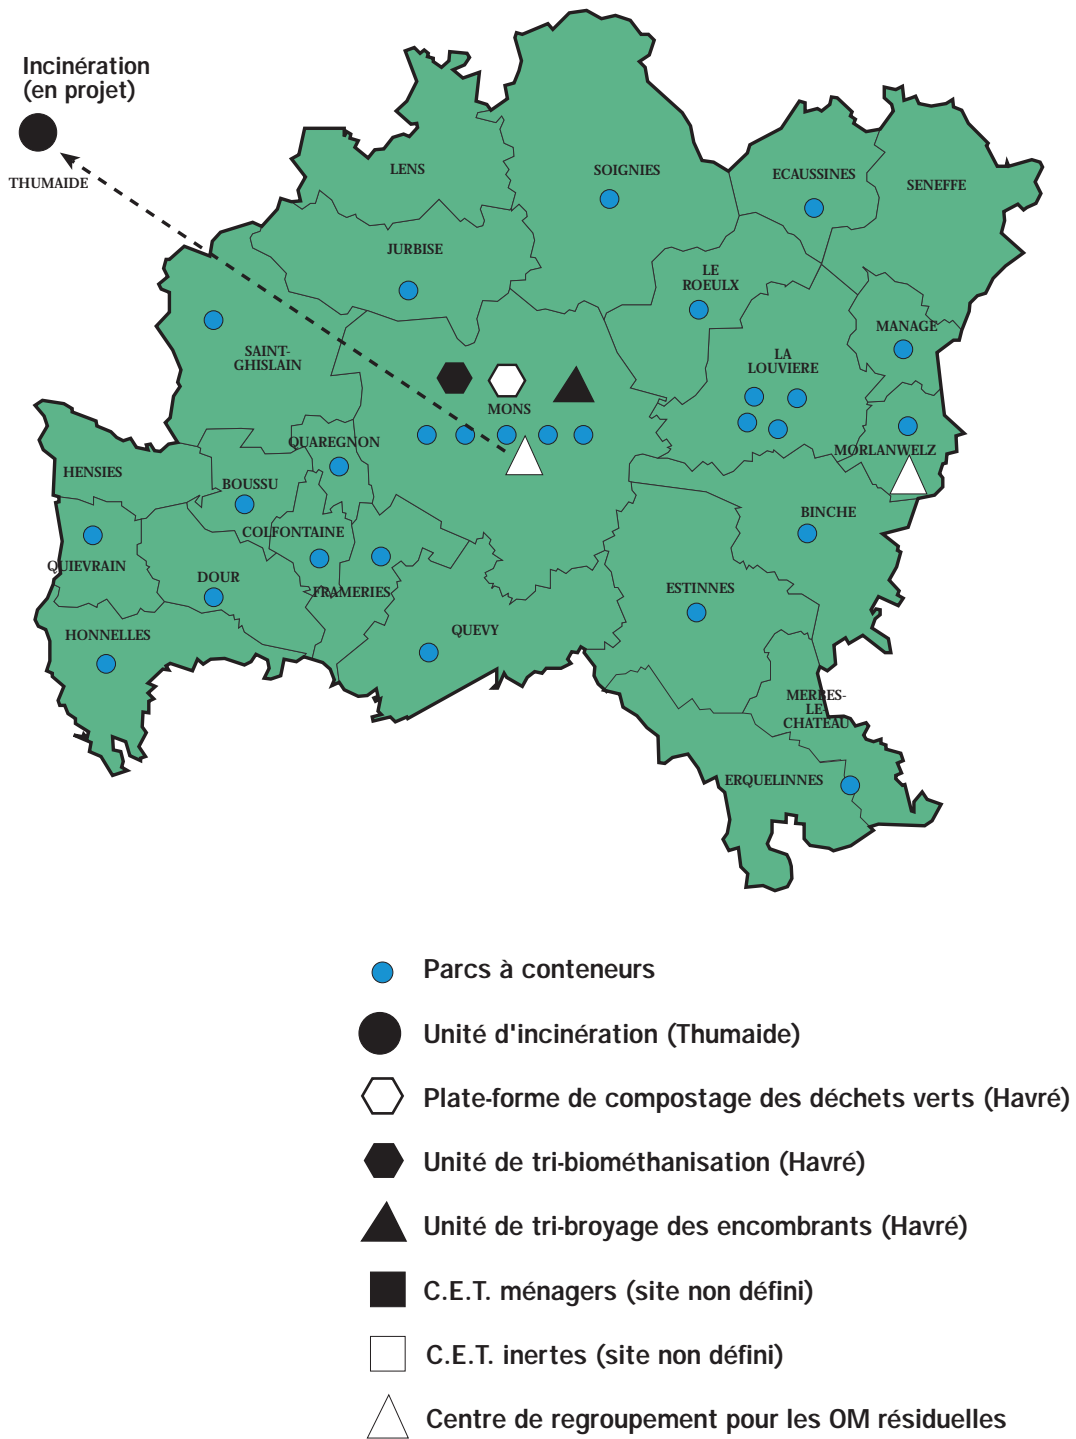 Incinération
(en projet)
THUMAIDE
LENS
SOIGNIES
ECAUSSINES
SENEFFE
JURBISE
LE
ROEULX
MANAGE
SAINT-
GHISLAIN
LA
LOUVIERE
MONS
QUAREGNON
MORLANWELZ
HENSIES
BOUSSU
BINCHE
COLFONTAINE
QUIEVRAIN
DOUR
FRAMERIES
ESTINNES
HONNELLES
QUEVY
MERBES-
LE-
CHATEAU
ERQUELINNES
Parcs à conteneurs
Unité d'incinération (Thumaide)
Plate-forme de compostage des déchets verts (Havré)
Unité de tri-biométhanisation (Havré)
Unité de tri-broyage des encombrants (Havré)
C.E.T. ménagers (site non défini)
C.E.T. inertes (site non défini)
Centre de regroupement pour les OM résiduelles